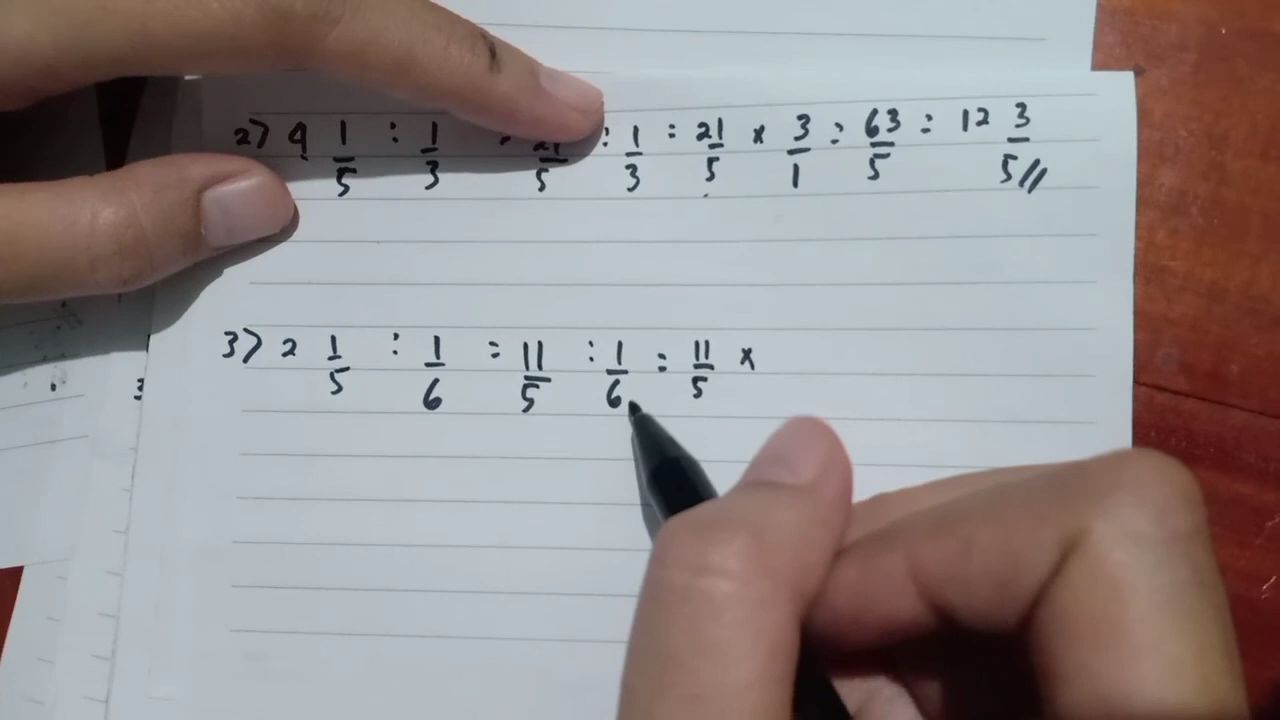 2) 4 1/5 : 1/3 = 21/5 : 1/3 = 21/5 x 3/1 = 63/5 = 12 3/5 //
3) 2 1/5 : 1/6 = 11/5 : 1/6 = 11/5 x